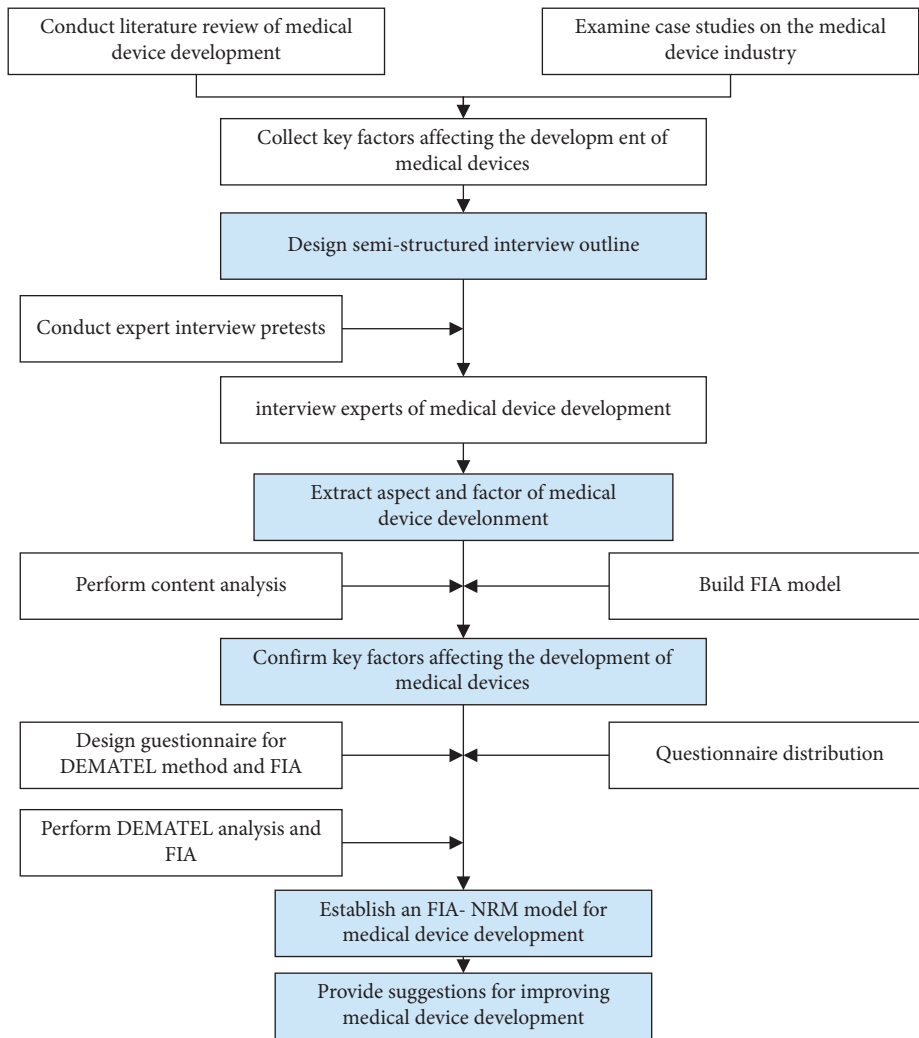 Conduct literature review of medical
device development
Examine case studies on the medical
device industry
Collect key factors affecting the developm ent of
medical devices
Design semi-structured interview outline
Conduct expert interview pretests
interview experts of medical device development
Extract aspect and factor of medical
device develonment
Perform content analysis
Build FIA model
Confirm key factors affecting the development of
medical devices
Design guestionnaire for
DEMATEL method and FIA
Questionnaire distribution
Perform DEMATEL analysis and
FIA
Establish an FIA- NRM model for
medical device development
Provide suggestions for improving
medical device development